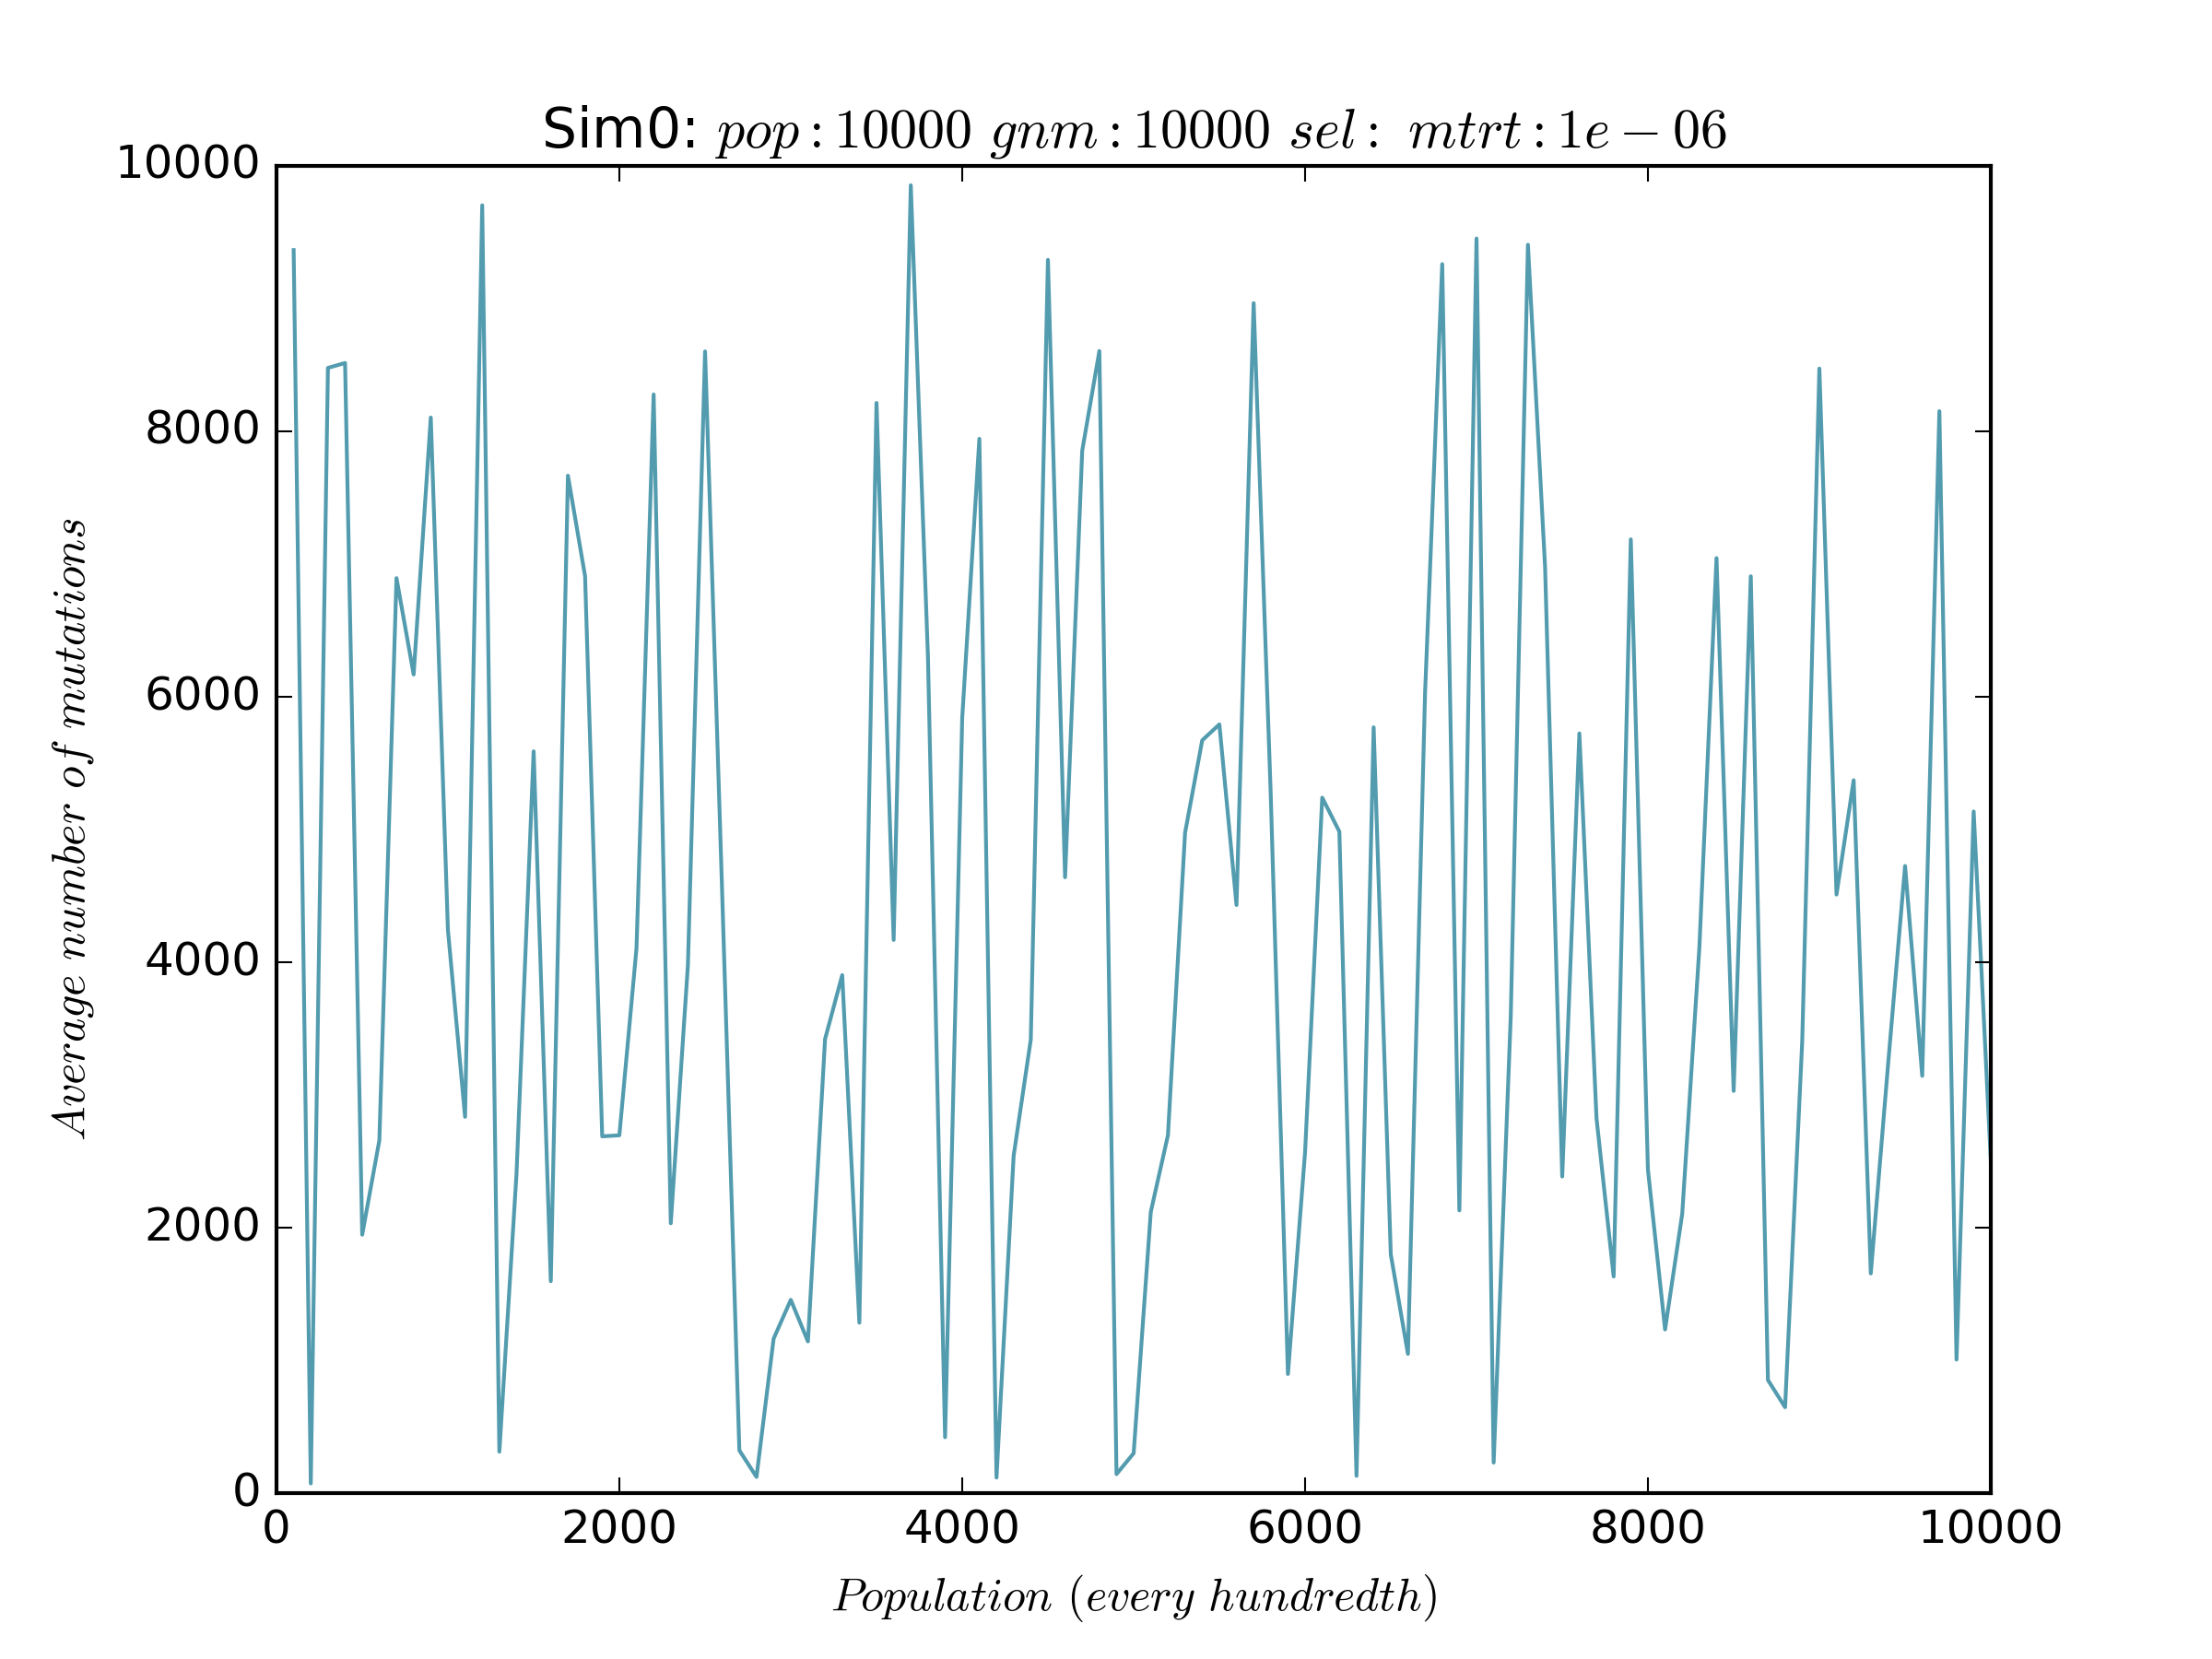 Sim0: pop : 10000 gnm : 10000 sel : mtrt : 1e − 06
10000
8000
6000
4000
2000
0
Average number of mutations
0 2000 4000 6000 8000 10000
Population (every hundredth)